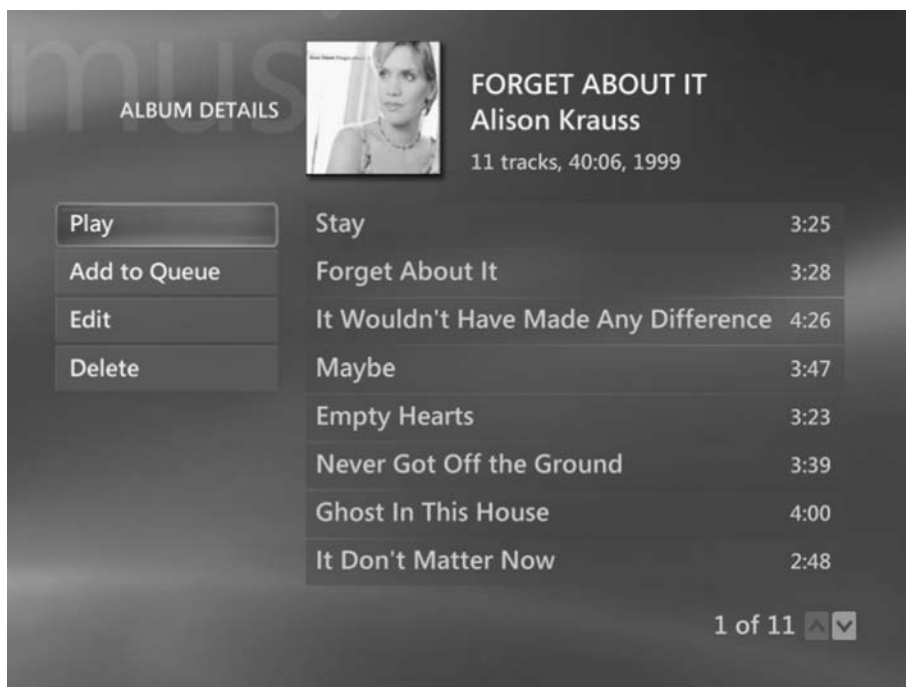 music
ALBUM DETAILS
FORGET ABOUT IT
Alison Krauss
11 tracks, 40:06, 1999
Play
Add to Queue
Edit
Delete
Stay 3:25
Forget About It 3:28
It Wouldn't Have Made Any Difference 4:26
Maybe 3:47
Empty Hearts 3:23
Never Got Off the Ground 3:39
Ghost In This House 4:00
It Don't Matter Now 2:48
1 of 11